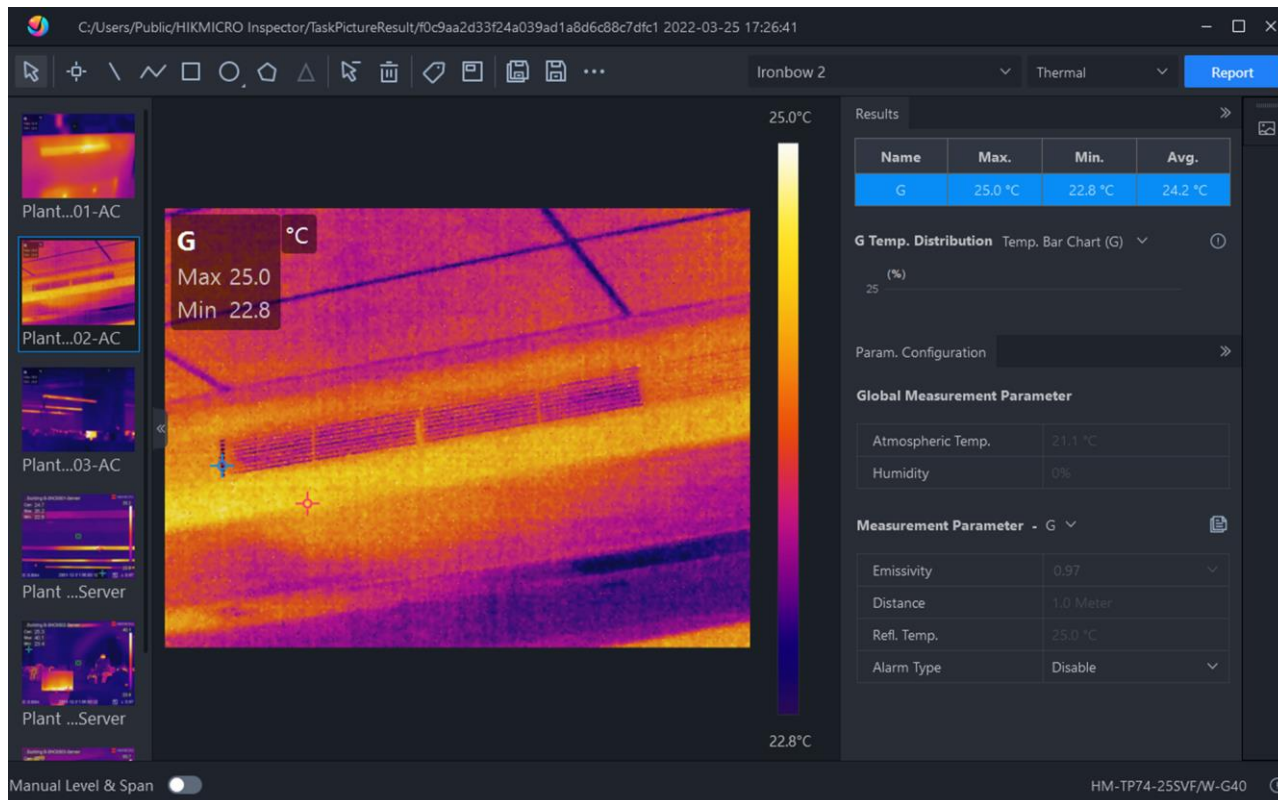 C:/Users/Public/HIKMICRO Inspector/TaskPictureResult/f0c9aa2d33f24a039ad1a8d6c88c7dfc1 2022-03-25 17:26:41
Ironbow 2
Thermal
Report
Plant...01-AC
Plant...02-AC
Plant...03-AC
Plant ...Server
Plant ...Server
G
°C
Max 25.0
Min 22.8
25.0°C
22.8°C
Results
Name Max. Min. Avg.
G 25.0 °C 22.8 °C 24.2 °C
G Temp. Distribution Temp. Bar Chart (G)
(%)
25
Param. Configuration
Global Measurement Parameter
Atmospheric Temp. 21.1 °C
Humidity 0%
Measurement Parameter - G
Emissivity 0.97
Distance 1.0 Meter
Refl. Temp. 25.0 °C
Alarm Type Disable
Manual Level & Span
HM-TP74-25SVF/W-G40